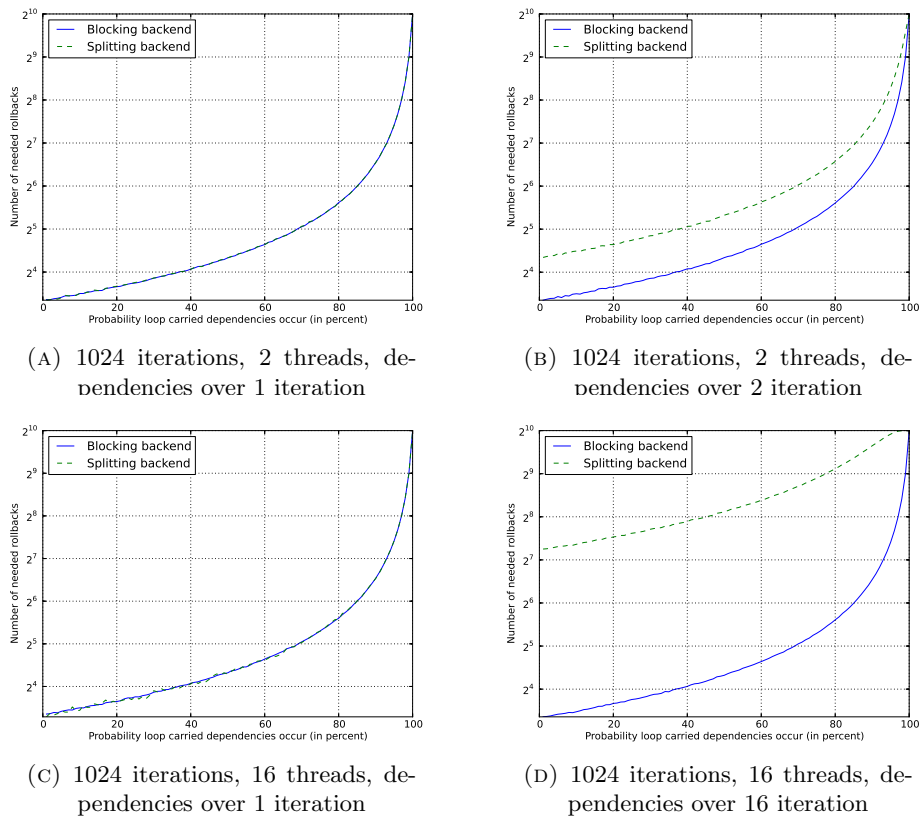 2^10
2^9
2^8
2^7
2^6
2^5
2^4
Number of needed rollbacks
Blocking backend
Splitting backend
0 20 40 60 80 100
Probability loop carried dependencies occur (in percent)
(A) 1024 iterations, 2 threads, de-
pendencies over 1 iteration
2^10
2^9
2^8
2^7
2^6
2^5
2^4
Number of needed rollbacks
Blocking backend
Splitting backend
0 20 40 60 80 100
Probability loop carried dependencies occur (in percent)
(B) 1024 iterations, 2 threads, de-
pendencies over 2 iteration
2^10
2^9
2^8
2^7
2^6
2^5
2^4
Number of needed rollbacks
Blocking backend
Splitting backend
0 20 40 60 80 100
Probability loop carried dependencies occur (in percent)
(C) 1024 iterations, 16 threads, de-
pendencies over 1 iteration
2^10
2^9
2^8
2^7
2^6
2^5
2^4
Number of needed rollbacks
Blocking backend
Splitting backend
0 20 40 60 80 100
Probability loop carried dependencies occur (in percent)
(D) 1024 iterations, 16 threads, de-
pendencies over 16 iteration